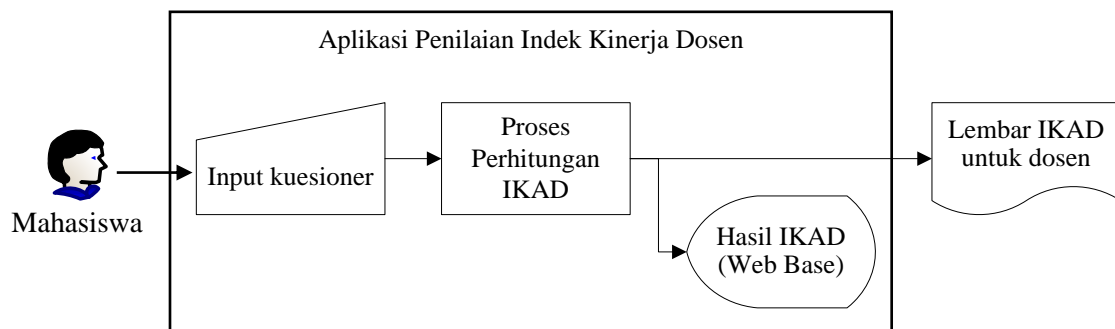 Aplikasi Penilaian Indek Kinerja Dosen
Mahasiswa
Input kuesioner
Proses
Perhitungan
IKAD
Lembar IKAD
untuk dosen
Hasil IKAD
(Web Base)